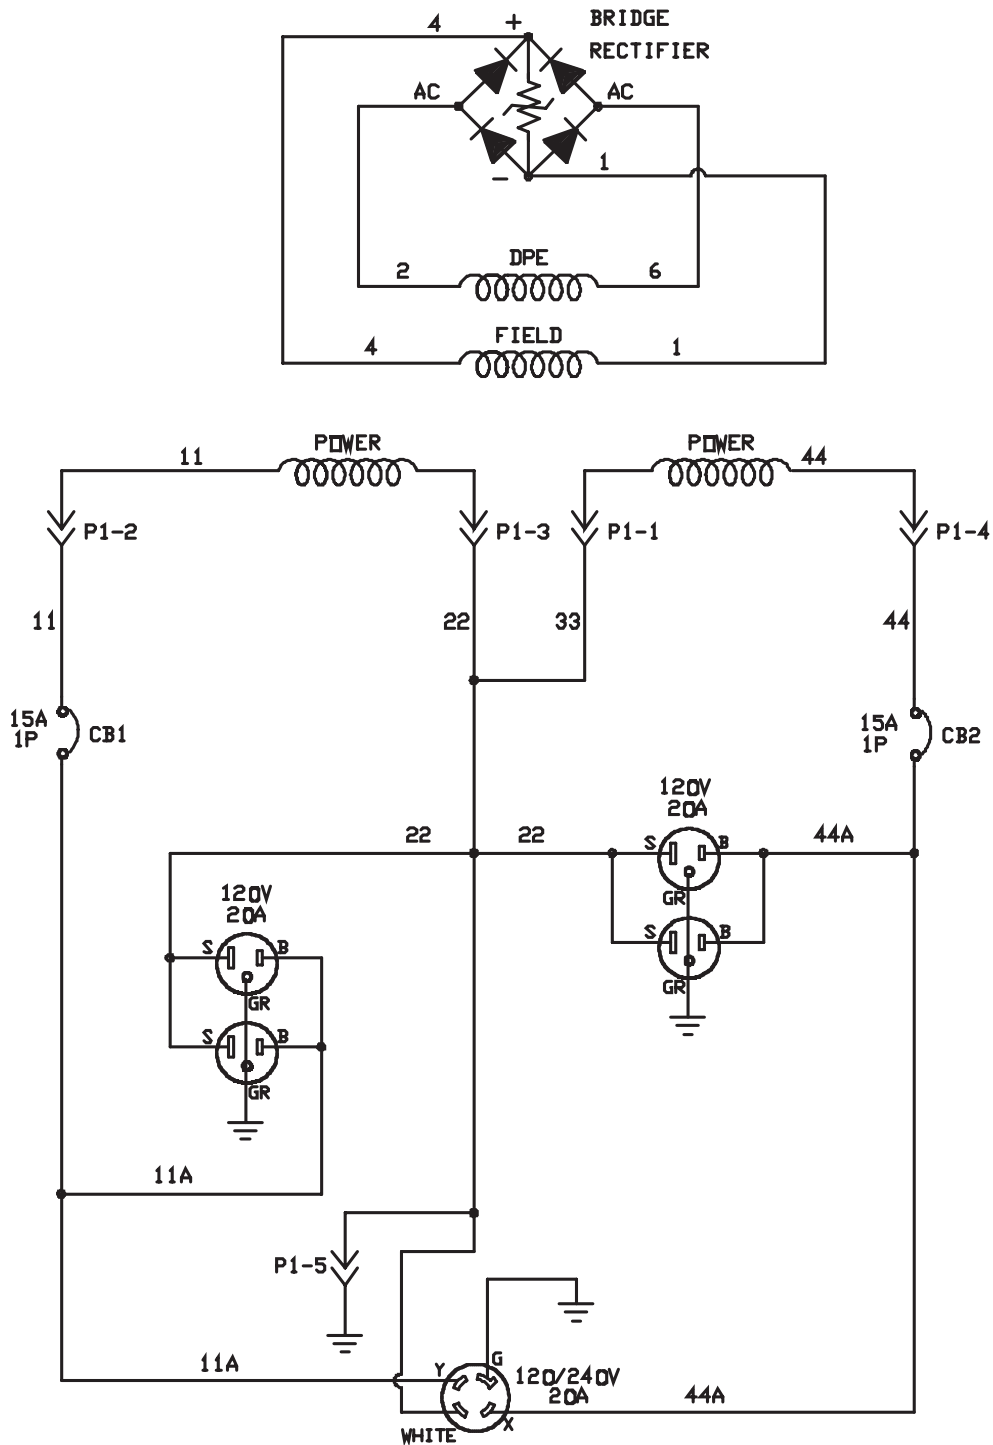 4
+
BRIDGE
RECTIFIER
AC
AC
1
−
DPE
2
6
FIELD
4
1
POWER
POWER
11
44
P1-2
P1-3
P1-1
P1-4
11
22
33
44
15A
1P
CB1
15A
1P
CB2
120V
20A
22
22
S
B
44A
GR
120V
20A
S
B
GR
S
B
GR
S
B
GR
11A
P1-5
G
11A
Y
120/240V
20A
44A
X
WHITE